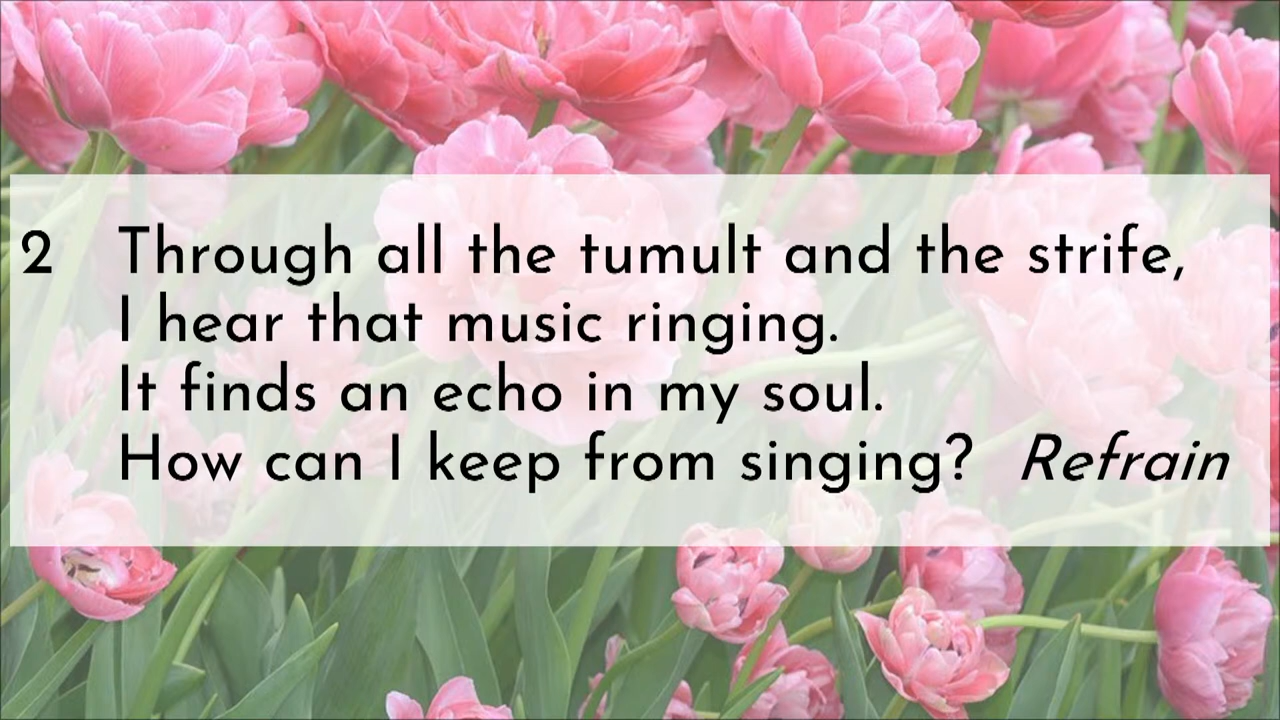 2 Through all the tumult and the strife,
I hear that music ringing.
It finds an echo in my soul.
How can I keep from singing? Refrain